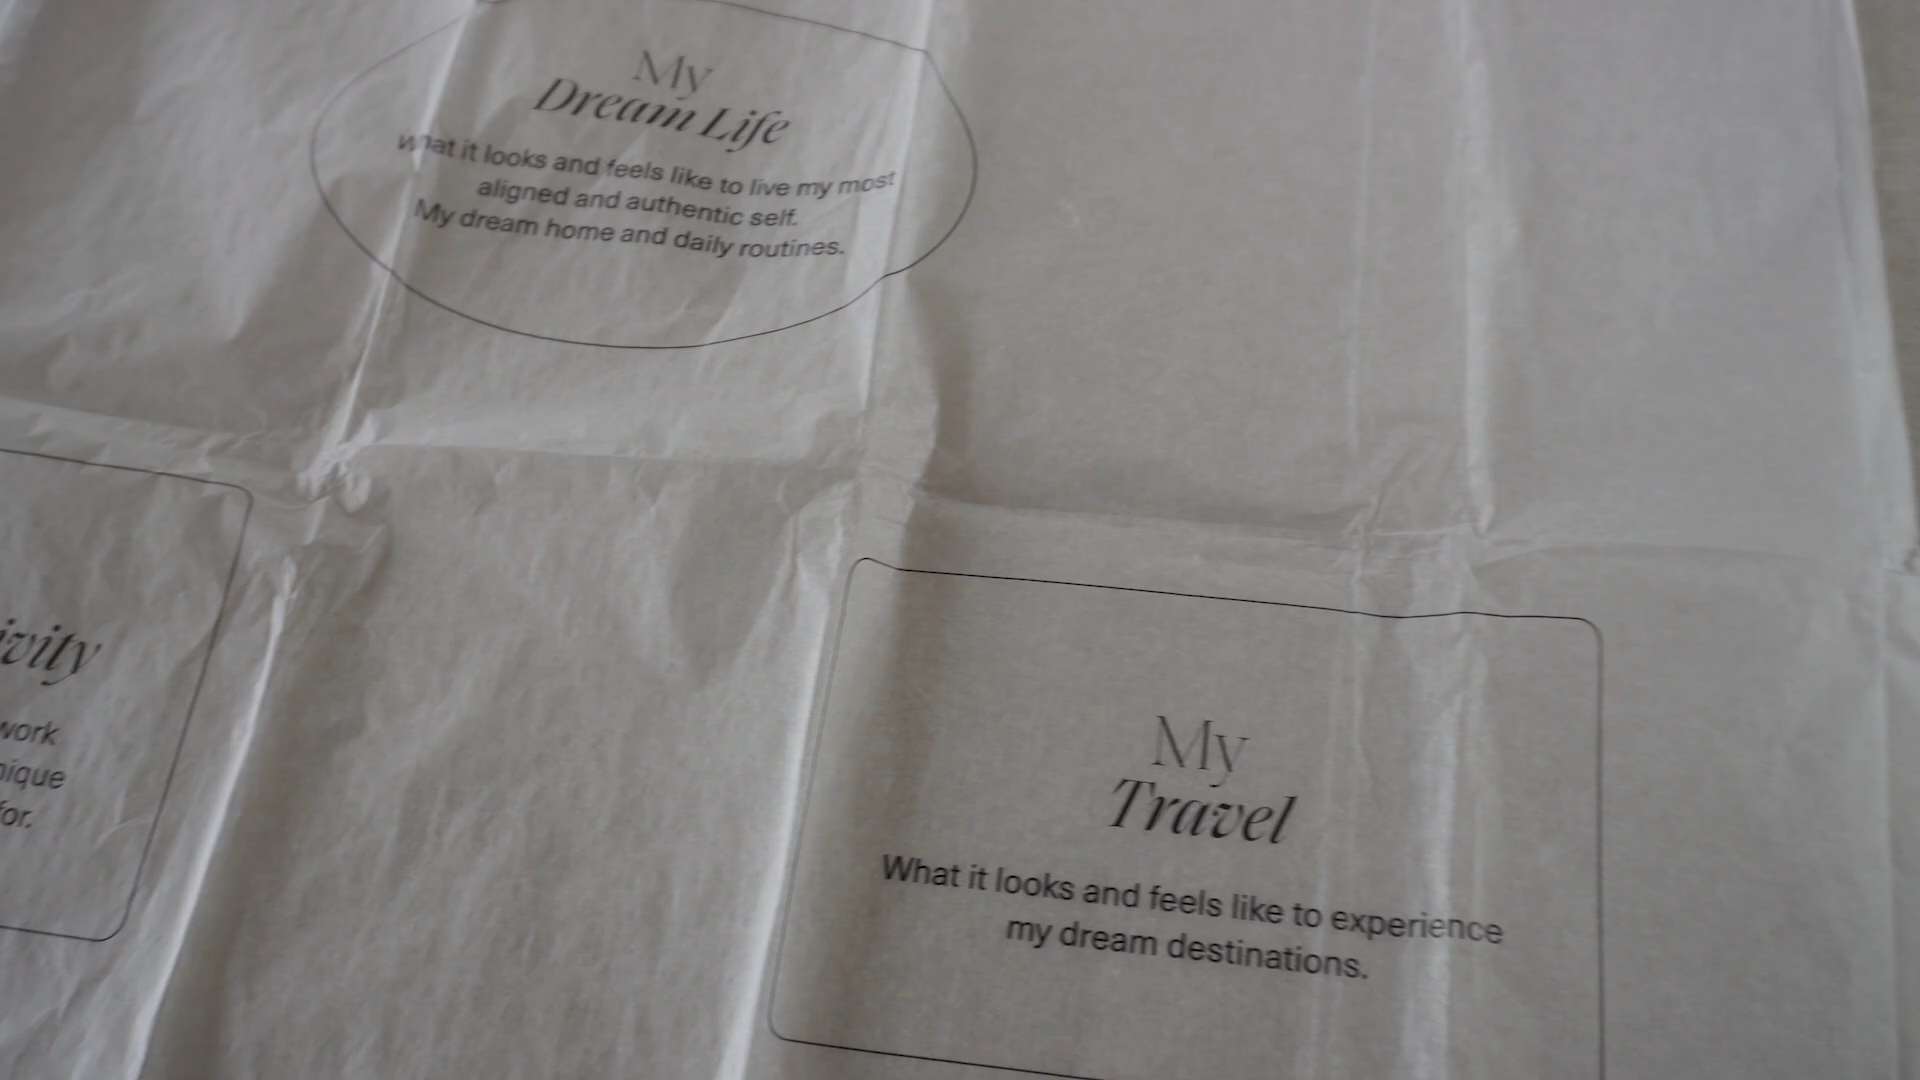 My
Dream Life
What it looks and feels like to live my most
aligned and authentic self.
My dream home and daily routines.
ivity
work
nique
for.
My
Travel
What it looks and feels like to experience
my dream destinations.